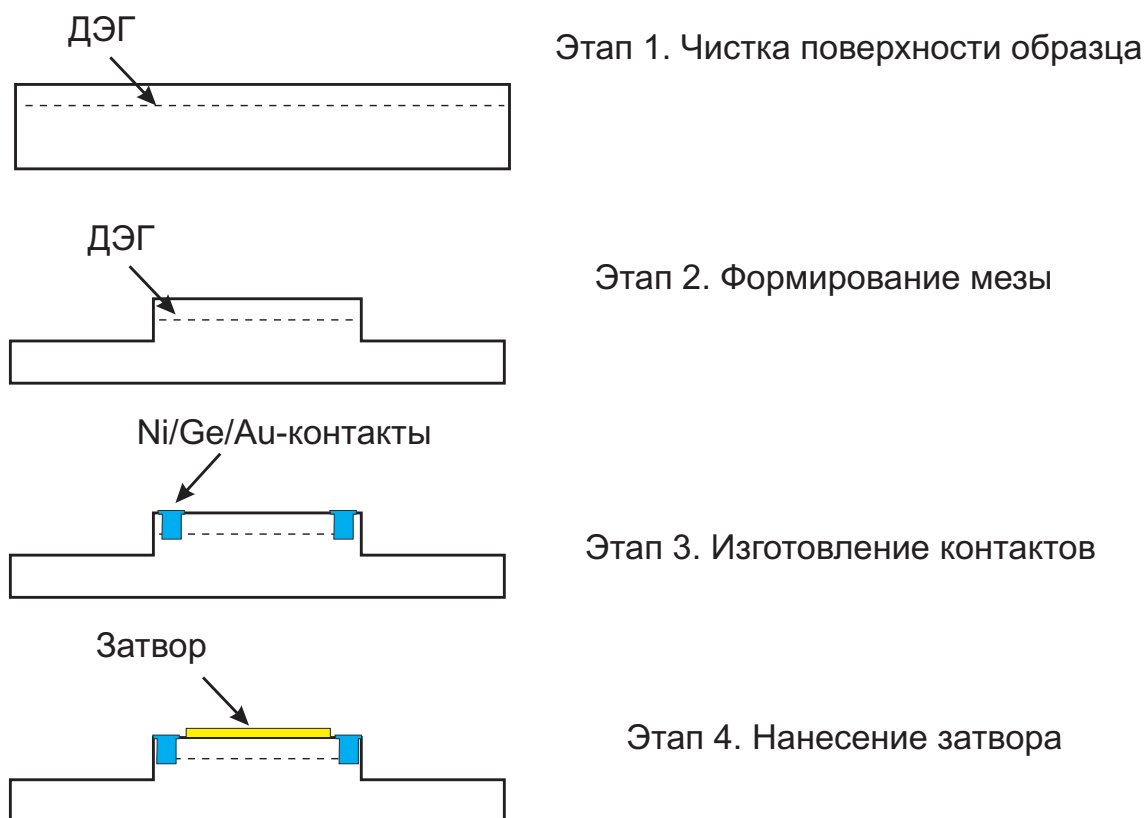 ДЭГ
Этап 1. Чистка поверхности образца
ДЭГ
Этап 2. Формирование мезы
Ni/Ge/Au-контакты
Этап 3. Изготовление контактов
Затвор
Этап 4. Нанесение затвора